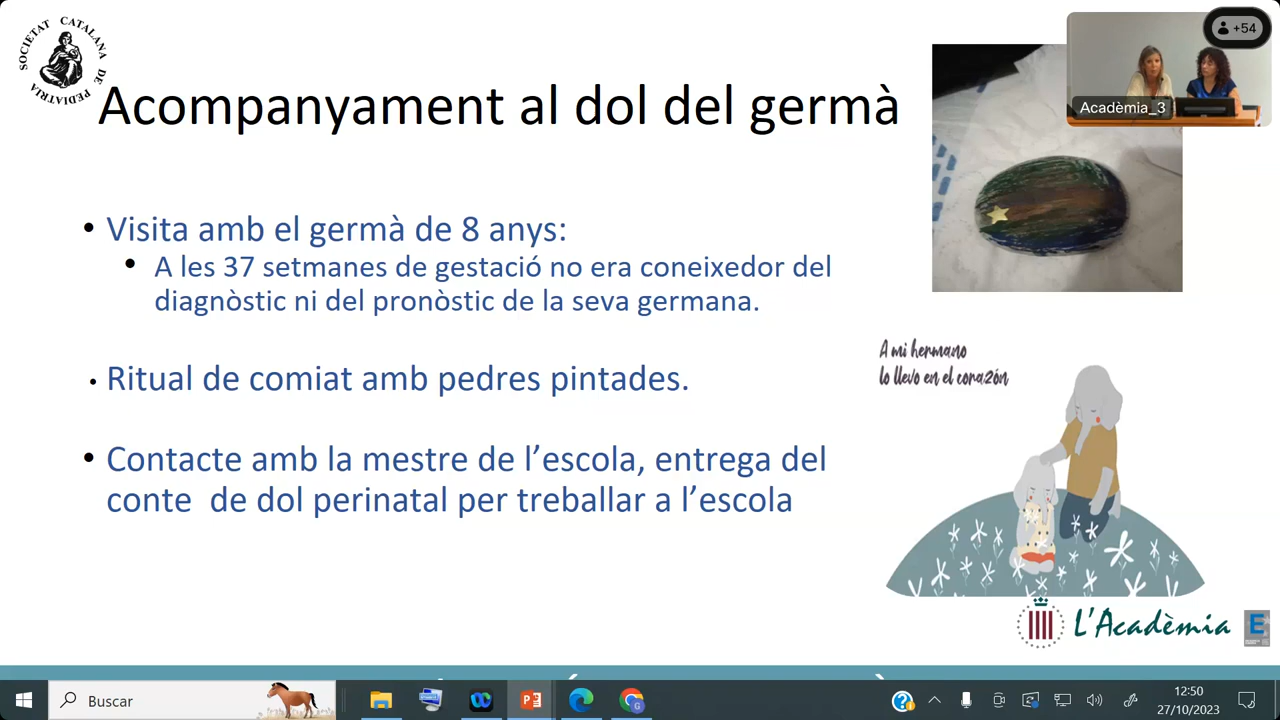 SOCIETAT CATALANA DE PEDIATRIA
+54
Acadèmia_3
Acompanyament al dol del germà
• Visita amb el germà de 8 anys:
• A les 37 setmanes de gestació no era coneixedor del
diagnòstic ni del pronòstic de la seva germana.
• Ritual de comiat amb pedres pintades.
• Contacte amb la mestre de l’escola, entrega del
conte de dol perinatal per treballar a l’escola
A mi hermano
lo llevo en el corazón
L'Acadèmia
E
Buscar
12:50
27/10/2023